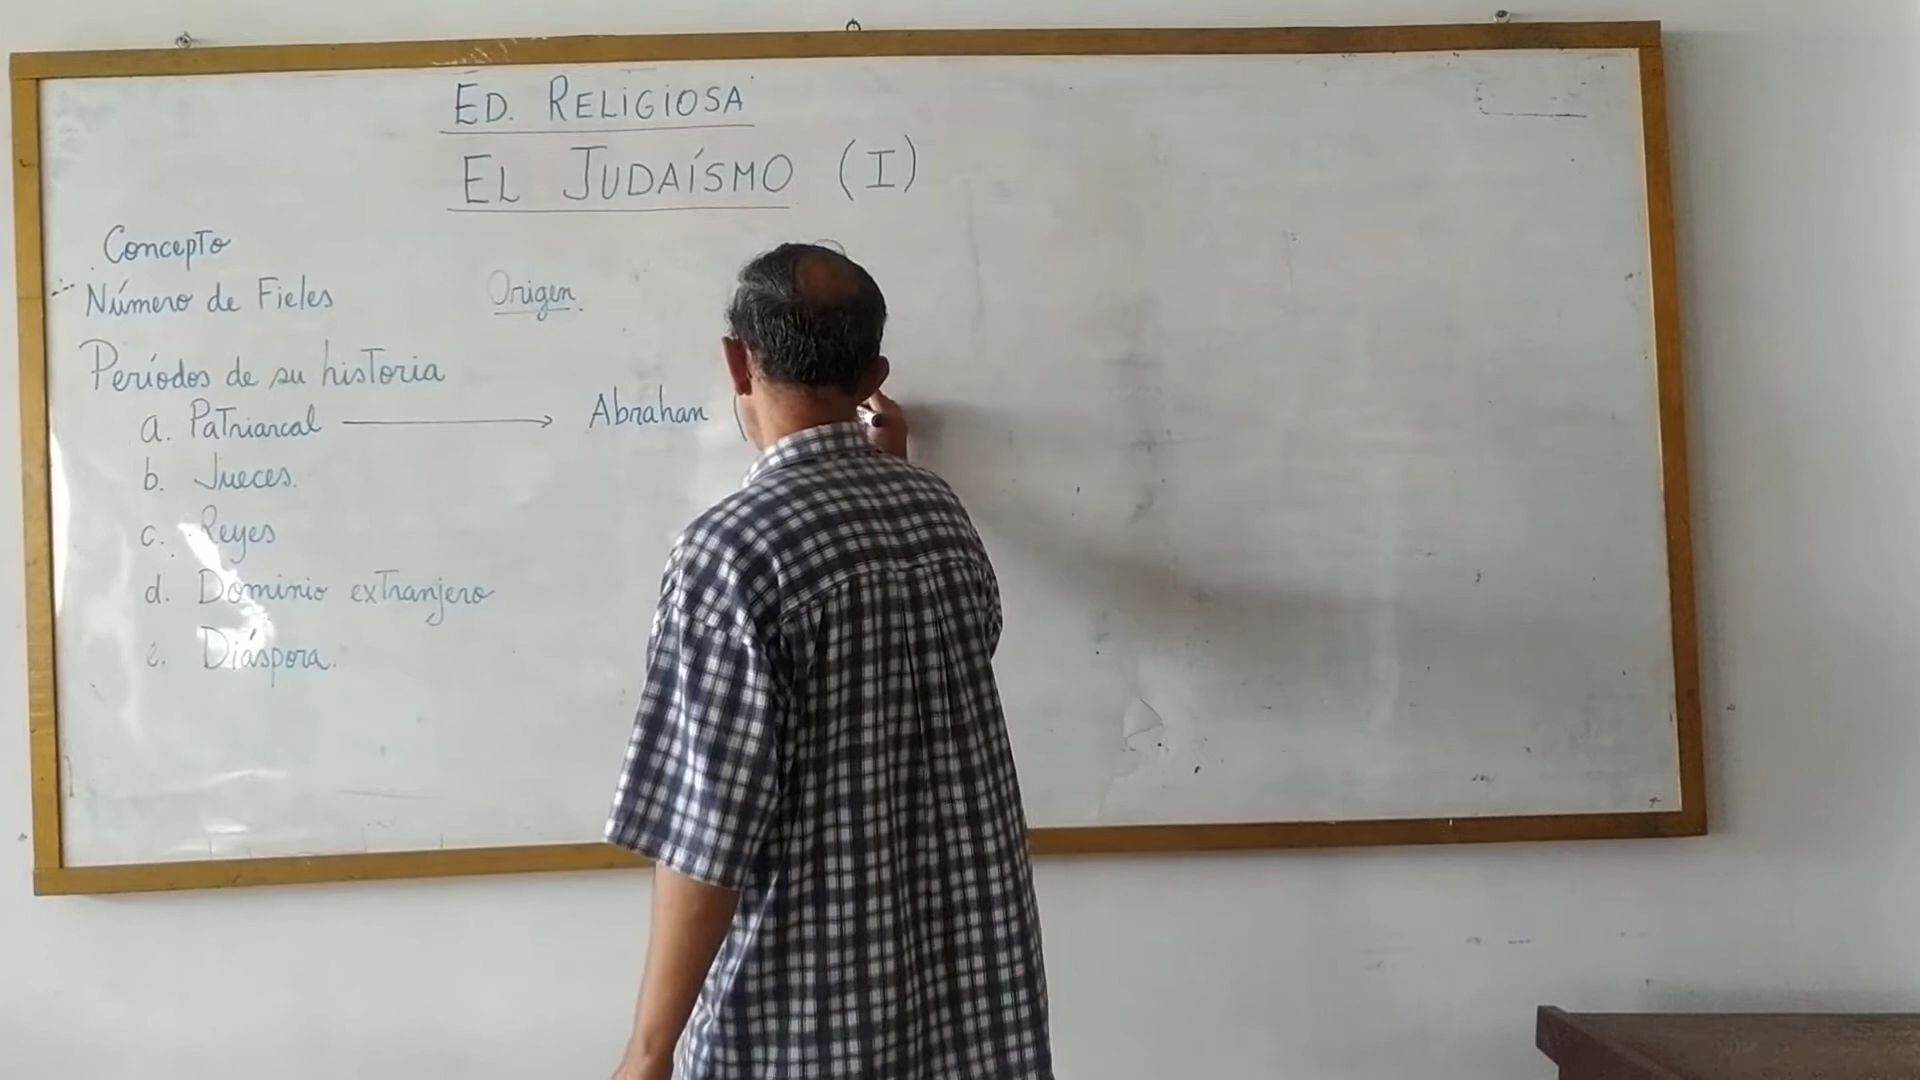 ED. RELIGIOSA
EL JUDAÍSMO (I)
Concepto
Número de Fieles
Origen.
Períodos de su historia
a. Patriarcal → Abrahan (
b. Jueces.
c. Reyes
d. Dominio extranjero
e. Diáspora.